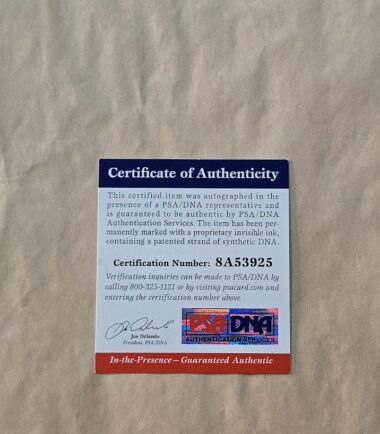 Certificate of Authenticity
This certified item was autographed in the
presence of a PSA/DNA representative and
is guaranteed to be authentic by PSA/DNA
Authentication Services. The item has been per-
manently marked with a proprietary invisible ink,
containing a patented strand of synthetic DNA.
Certification Number: 8A53925
Verification inquiries can be made to PSA/DNA by
calling 800-325-1121 or by visiting psacard.com and
entering the certification number above.
Joe Orlando
Joe Orlando
President, PSA/DNA
PSA DNA
AUTHENTICATION SERVICES
In-the-Presence — Guaranteed Authentic